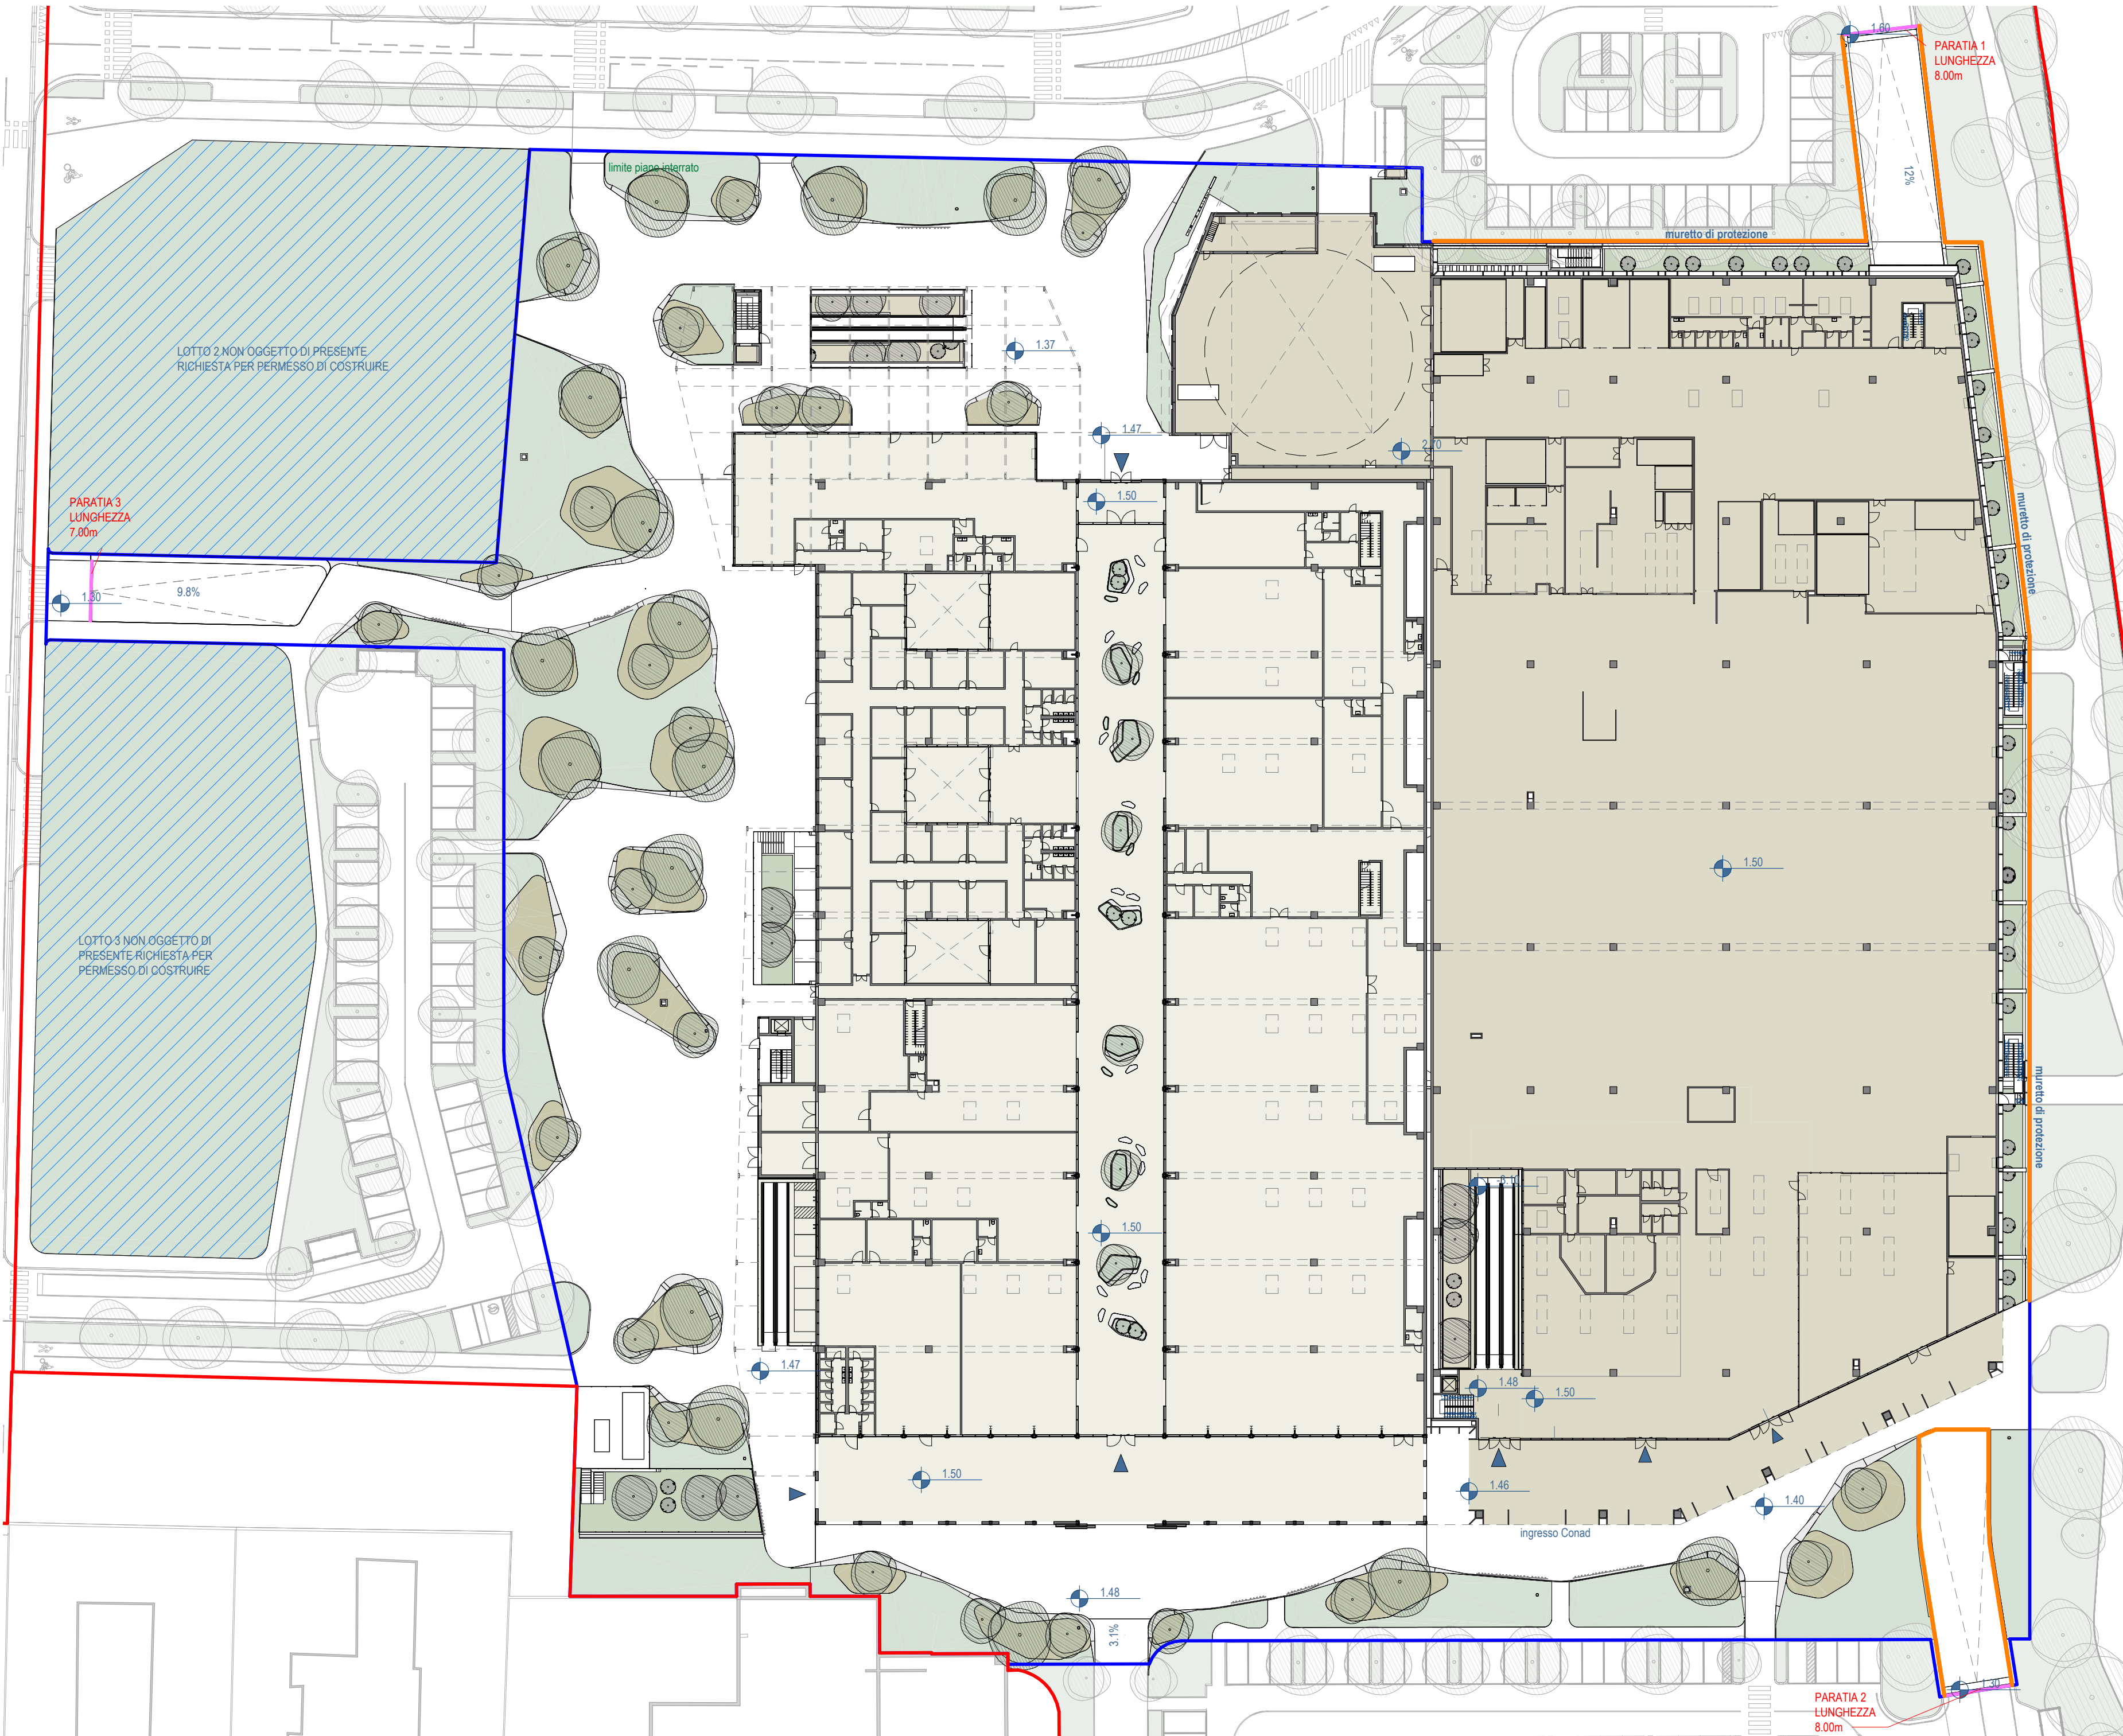 1.60
PARATIA 1
LUNGHEZZA
8.00m
12%
limite piano interrato
muretto di protezione
LOTTO 2 NON OGGETTO DI PRESENTE
RICHIESTA PER PERMESSO DI COSTRUIRE
1.37
1.47
2.70
1.50
PARATIA 3
LUNGHEZZA
7.00m
muretto di protezione
1.30
9.8%
1.50
LOTTO 3 NON OGGETTO DI
PRESENTE RICHIESTA PER
PERMESSO DI COSTRUIRE
muretto di protezione
1.50
1.47
1.48
1.50
1.50
1.46
1.40
ingresso Conad
1.48
3.1%
1.30
PARATIA 2
LUNGHEZZA
8.00m